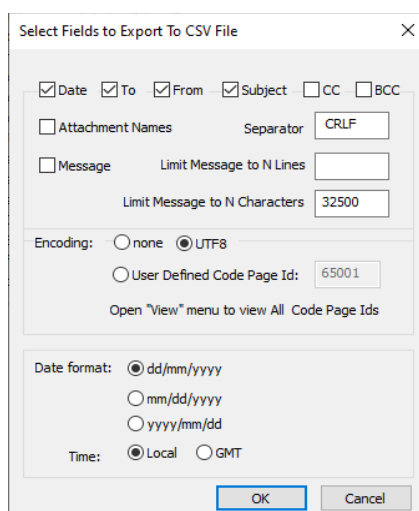 Select Fields to Export To CSV File
Date To From Subject CC BCC
Attachment Names Separator CRLF
Message Limit Message to N Lines
Limit Message to N Characters 32500
Encoding: none UTF8
User Defined Code Page Id: 65001
Open "View" menu to view All Code Page Ids
Date format: dd/mm/yyyy
mm/dd/yyyy
yyyy/mm/dd
Time: Local GMT
OK Cancel